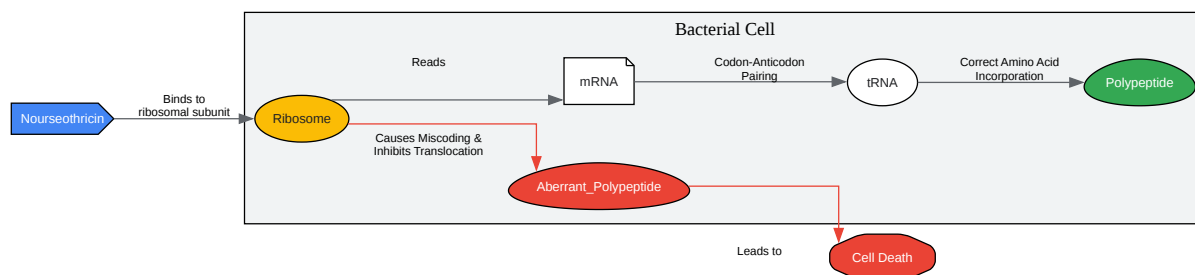 Bacterial Cell
Reads
mRNA
Codon-Anticodon
Pairing
tRNA
Correct Amino Acid
Incorporation
Polypeptide
Nourseothricin
Binds to
ribosomal subunit
Ribosome
Causes Miscoding &
Inhibits Translocation
Aberrant_Polypeptide
Leads to
Cell Death